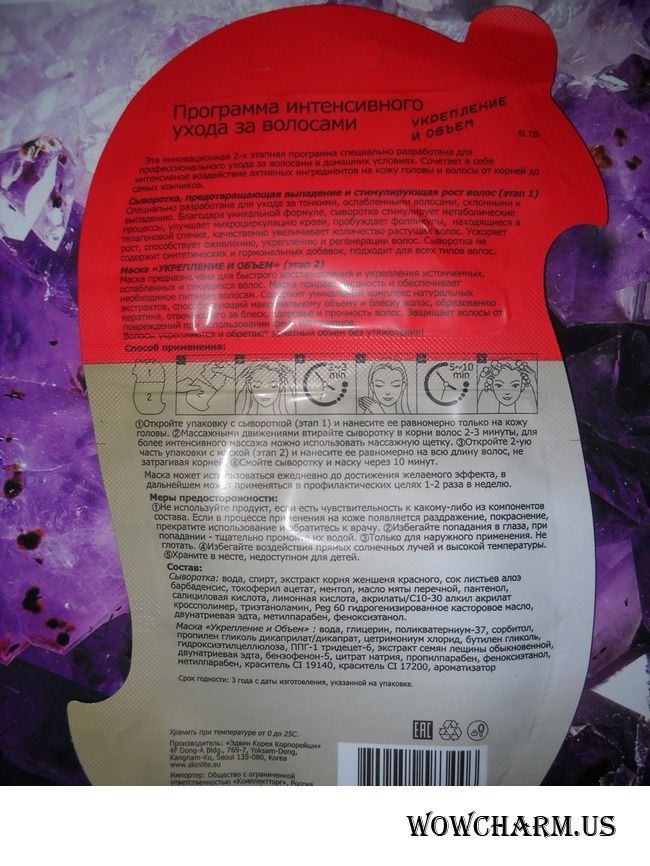 Программа интенсивного
ухода за волосами
УКРЕПЛЕНИЕ
И ОБЪЕМ
SL 725
Эта инновационная 2-х этапная программа специально разработана для
профессионального ухода за волосами в домашних условиях. Сочетает в себе
интенсивное воздействие активных ингредиентов на кожу головы и волосы от корней до
самых кончиков.
Сыворотка, предотвращающая выпадение и стимулирующая рост волос (этап 1)
Специально разработана для ухода за тонкими, ослабленными волосами, склонными к
выпадению. Благодаря уникальной формуле, сыворотка стимулирует метаболические
процессы, улучшает микроциркуляцию крови, пробуждает фолликулы, находящиеся в
телагеновой спячке, качественно увеличивает количество растущих волос. Ускоряет
рост, способствует оживлению, укреплению и регенерации волос. Сыворотка не
содержит синтетических и гормональных добавок, подходит для всех типов волос.
Маска «УКРЕПЛЕНИЕ И ОБЪЕМ» (этап 2)
Маска предназначена для быстрого восстановления и укрепления истонченных,
ослабленных и секущихся волос. Маска придает мощность и обеспечивает
необходимое питание волосам. Содержит уникальный комплекс натуральных
экстрактов, способствующий максимальному объему и блеску волос, образованию
кератина, отвечающего за блеск, здоровье и прочность волос. Защищает волосы от
повреждений при использовании фена
Волосы укрепляются и обретают заметный объем без утяжеления!
Способ применения:
1
2
2~3
min
5~10
min
①Откройте упаковку с сывороткой (этап 1) и нанесите ее равномерно только на кожу
головы. ②Массажными движениями втирайте сыворотку в корни волос 2-3 минуты, для
более интенсивного массажа можно использовать массажную щетку. ③Откройте 2-ую
часть упаковки с маской (этап 2) и нанесите ее равномерно на всю длину волос, не
затрагивая корней. ④Смойте сыворотку и маску через 10 минут.
Маска может использоваться ежедневно до достижения желаемого эффекта, в
дальнейшем может применяться в профилактических целях 1-2 раза в неделю.
Меры предосторожности:
①Не используйте продукт, если есть чувствительность к какому-либо из компонентов
состава. Если в процессе применения на коже появляется раздражение, покраснение,
прекратите использование и обратитесь к врачу. ②Избегайте попадания в глаза, при
попадании - тщательно промойте их водой. ③Только для наружного применения. Не
глотать. ④Избегайте воздействия прямых солнечных лучей и высокой температуры.
⑤Храните в месте, недоступном для детей.
Состав:
Сыворотка: вода, спирт, экстракт корня женшеня красного, сок листьев алоэ
барбаденсис, токоферил ацетат, ментол, масло мяты перечной, пантенол,
салициловая кислота, лимонная кислота, акрилаты/С10-30 алкил акрилат
кроссполимер, триэтаноламин, Peg 60 гидрогенизированное касторовое масло,
двунатриевая эдта, метилпарабен, феноксиэтанол.
Маска «Укрепление и Объем» : вода, глицерин, поликватерниум-37, сорбитол,
пропилен гликоль дикаприлат/дикапрат, цетримониум хлорид, бутилен гликоль,
гидроксиэтилцеллюлоза, ППГ-1 тридецет-6, экстракт семян лещины обыкновенной,
двунатриевая эдта, бензофенон-5, цитрат натрия, пропилпарабен, феноксиэтанол,
метилпарабен, краситель CI 19140, краситель CI 17200, ароматизатор
Срок годности: 3 года с даты изготовления, указанной на упаковке.
Хранить при температуре от 0 до 25С.
EAC
Производитель: «Эдвин Корея Корпорейшн»
4F Dong-A Bldg., 769-7, Yoksam-Dong,
Kangnam-Ku, Seoul 135-080, Korea
www.skinlite.su
Импортер: Общество с ограниченной
ответственностью «Комплектторг», Россия
WOWCHARM.US